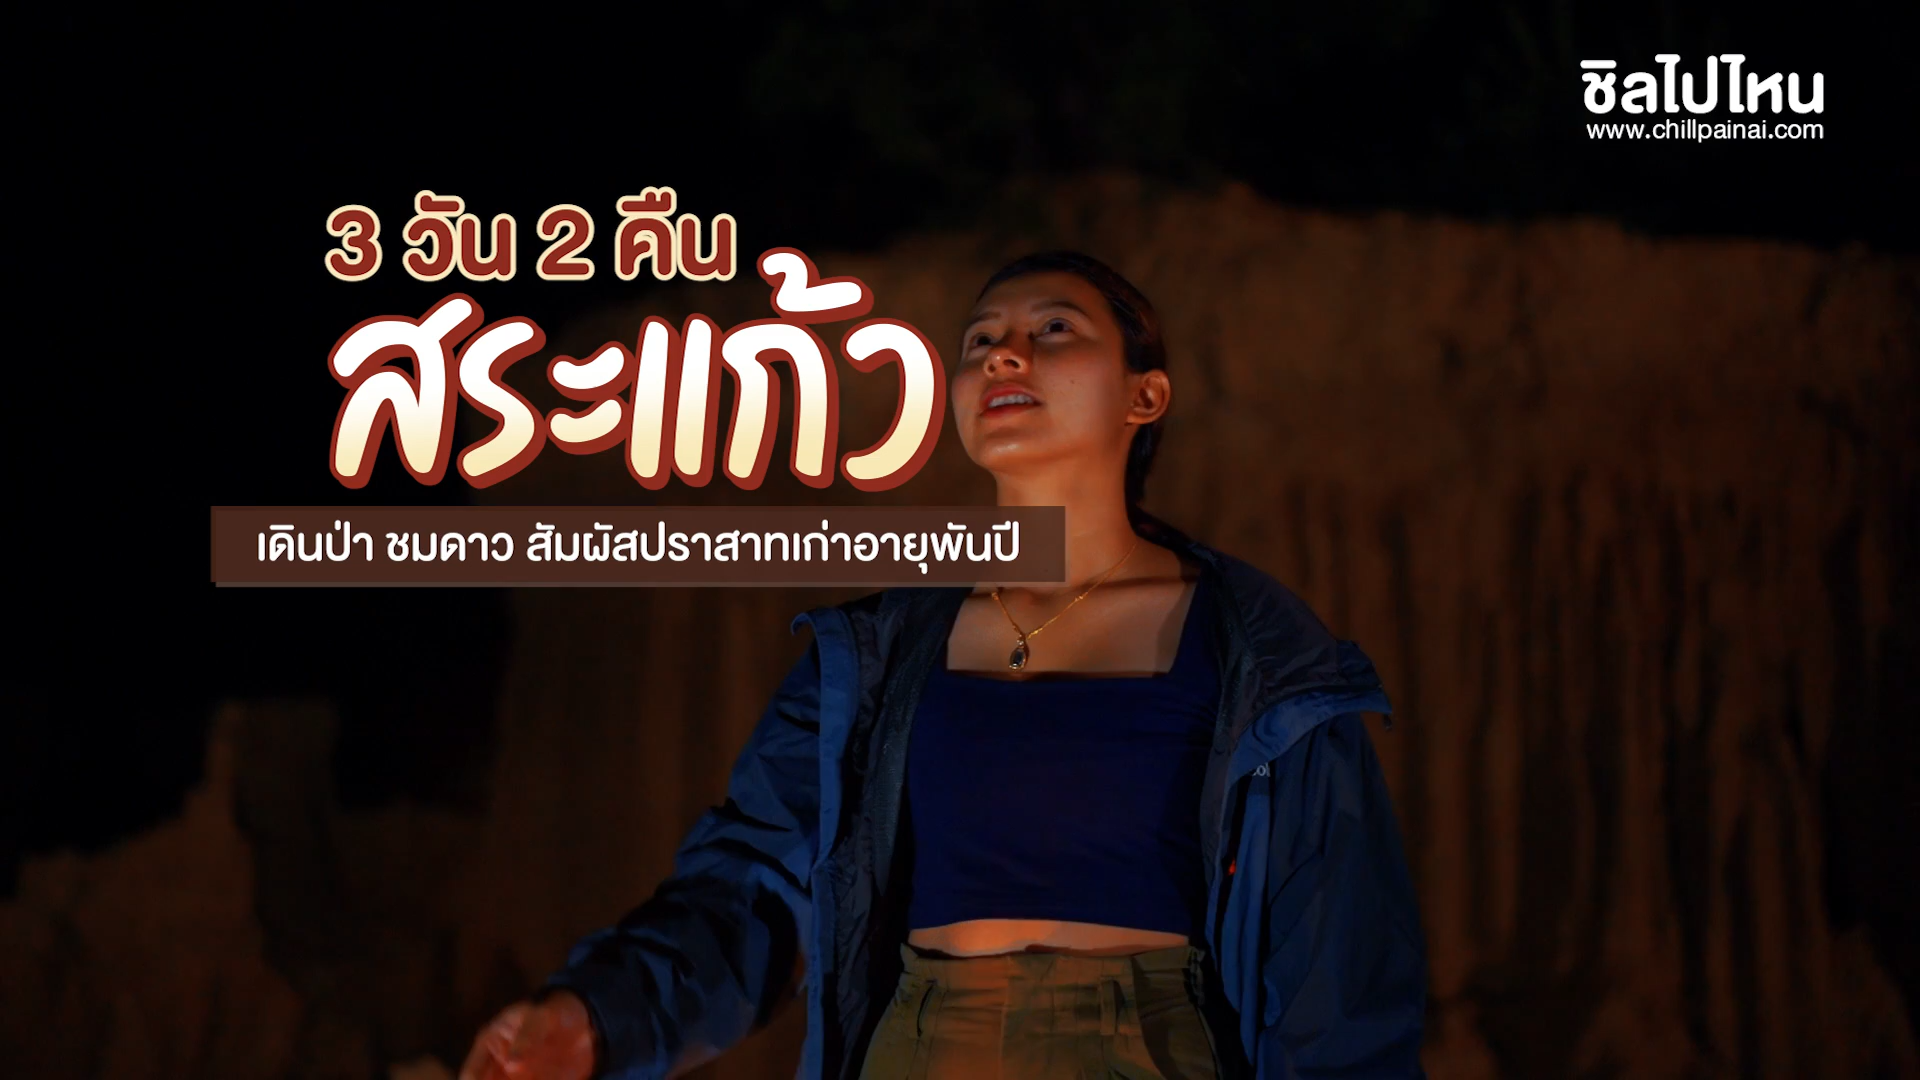 ชิลไปไหน
www.chillpainai.com
3 วัน 2 คืน
สระแก้ว
เดินป่า ชมดาว สัมผัสปราสาทเก่าอายุพันปี